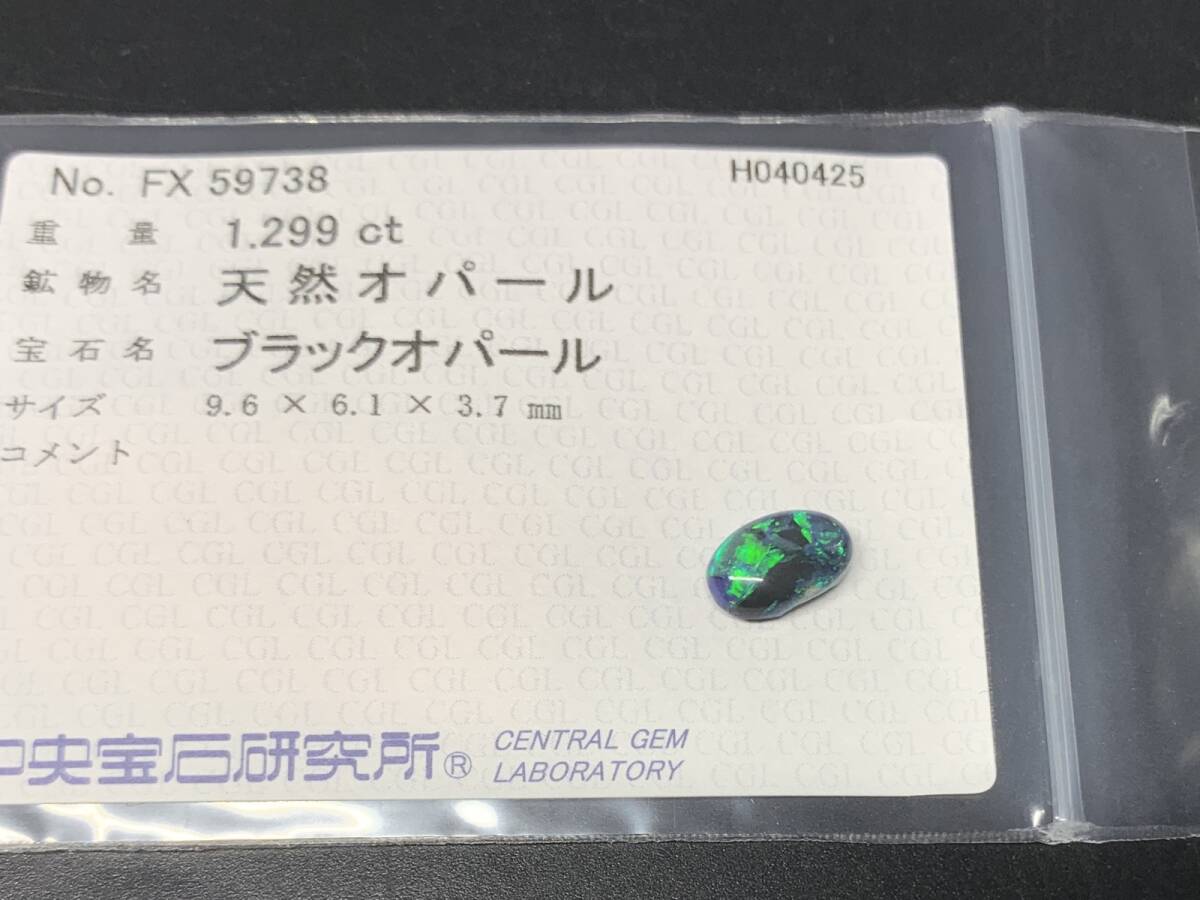 No. FX 59738
H040425
重量 1.299 ct
鉱物名 天然オパール
宝石名 ブラックオパール
サイズ 9.6 × 6.1 × 3.7 mm
コメント
中央宝石研究所® CENTRAL GEM
LABORATORY